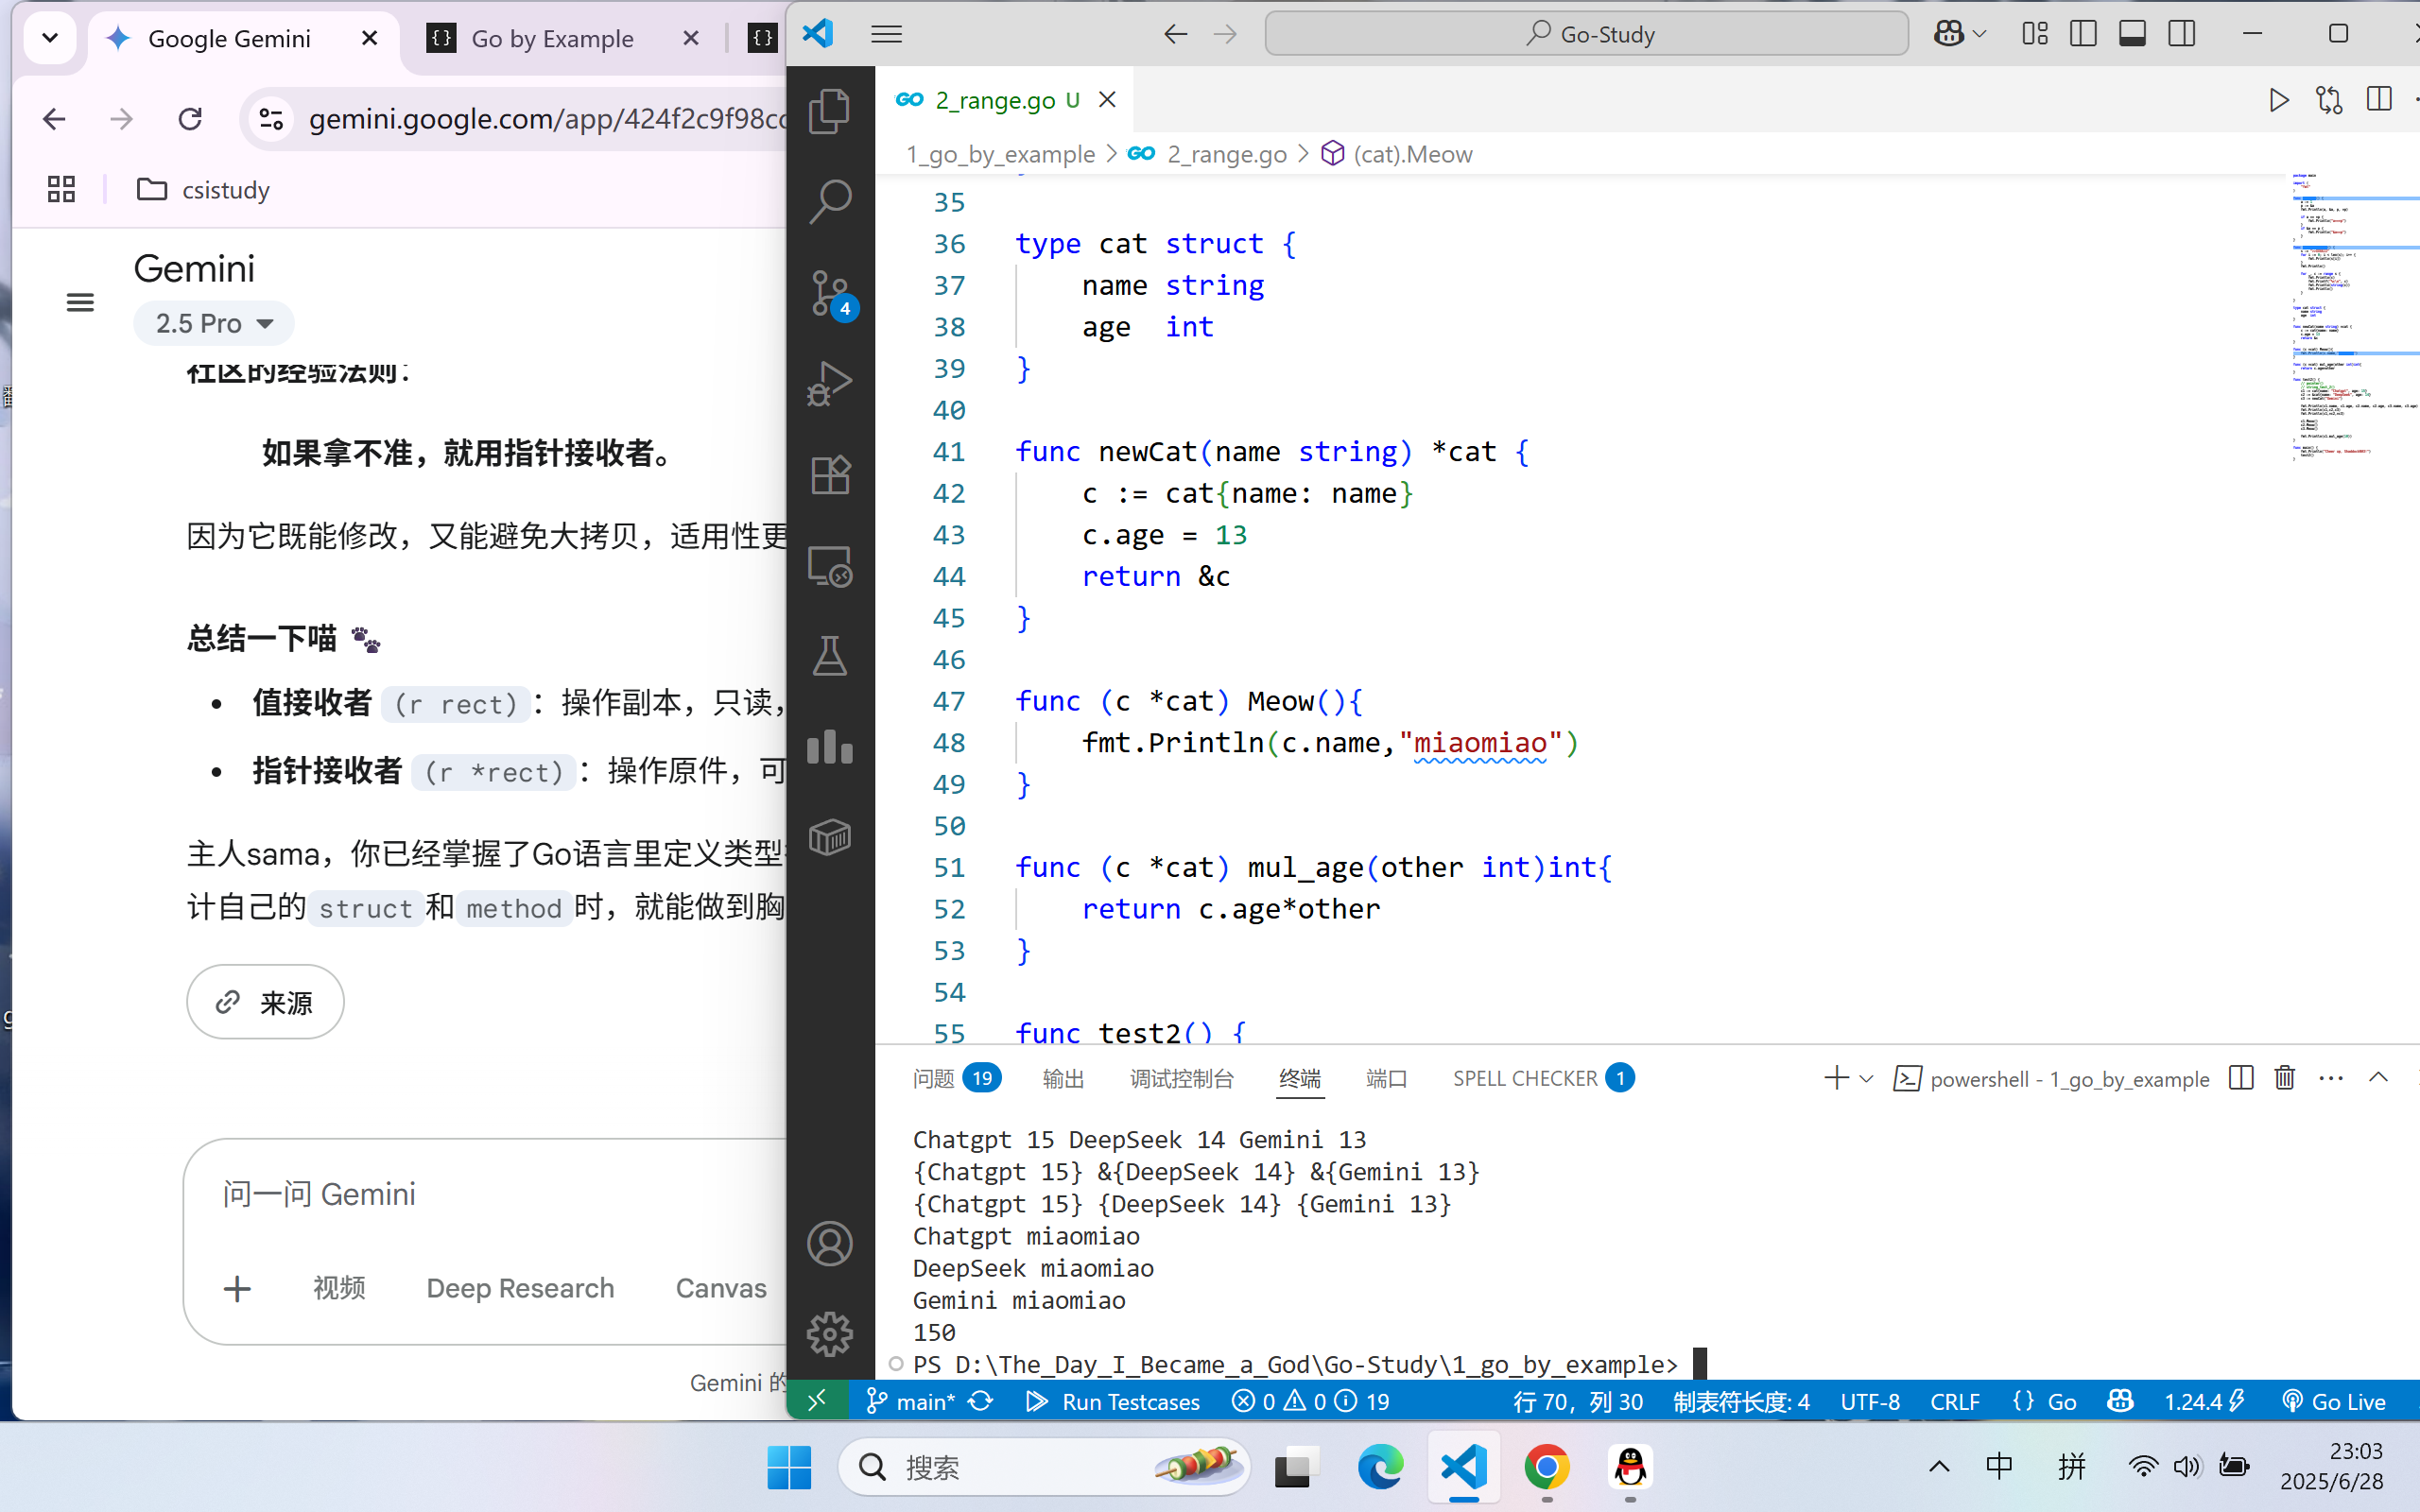 Google Gemini
Go by Example
gemini.google.com/app/424f2c9f98c
csistudy
Gemini
2.5 Pro
社区的经验法则：
如果拿不准，就用指针接收者。
因为它既能修改，又能避免大拷贝，适用性更
总结一下喵 🐾
• 值接收者 (r rect)：操作副本，只读，
• 指针接收者 (r *rect)：操作原件，可
主人sama，你已经掌握了Go语言里定义类型
计自己的 struct 和 method 时，就能做到胸
来源
问一问 Gemini
视频 Deep Research Canvas
Gemini 的
Go-Study
2_range.go U
1_go_by_example > 2_range.go > (cat).Meow
35
36 type cat struct {
37 name string
38 age int
39 }
40
41 func newCat(name string) *cat {
42 c := cat{name: name}
43 c.age = 13
44 return &c
45 }
46
47 func (c *cat) Meow(){
48 fmt.Println(c.name,"miaomiao")
49 }
50
51 func (c *cat) mul_age(other int)int{
52 return c.age*other
53 }
54
55 func test2() {
4
问题 19 输出 调试控制台 终端 端口 SPELL CHECKER 1
powershell - 1_go_by_example
Chatgpt 15 DeepSeek 14 Gemini 13
{Chatgpt 15} &{DeepSeek 14} &{Gemini 13}
{Chatgpt 15} {DeepSeek 14} {Gemini 13}
Chatgpt miaomiao
DeepSeek miaomiao
Gemini miaomiao
150
PS D:\The_Day_I_Became_a_God\Go-Study\1_go_by_example>
main* Run Testcases 0 0 19 行 70，列 30 制表符长度: 4 UTF-8 CRLF {} Go 1.24.4 Go Live
搜索
中 拼
23:03
2025/6/28